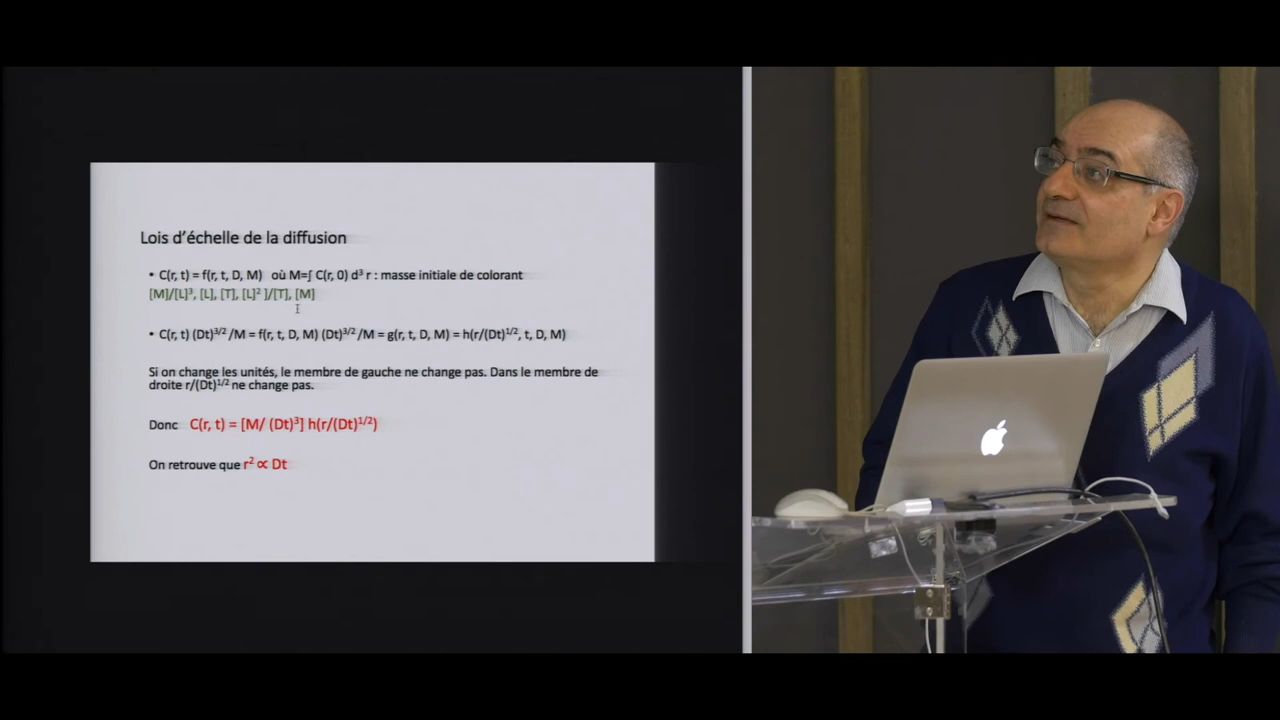 Lois d'échelle de la diffusion
• C(r, t) = f(r, t, D, M) où M=∫ C(r, 0) d³ r : masse initiale de colorant
[M]/[L]³, [L], [T], [L]² ]/[T], [M]
• C(r, t) (Dt)³/² /M = f(r, t, D, M) (Dt)³/² /M = g(r, t, D, M) = h(r/(Dt)¹/², t, D, M)
Si on change les unités, le membre de gauche ne change pas. Dans le membre de
droite r/(Dt)¹/² ne change pas.
Donc C(r, t) = [M/ (Dt)³] h(r/(Dt)¹/²)
On retrouve que r² ∝ Dt